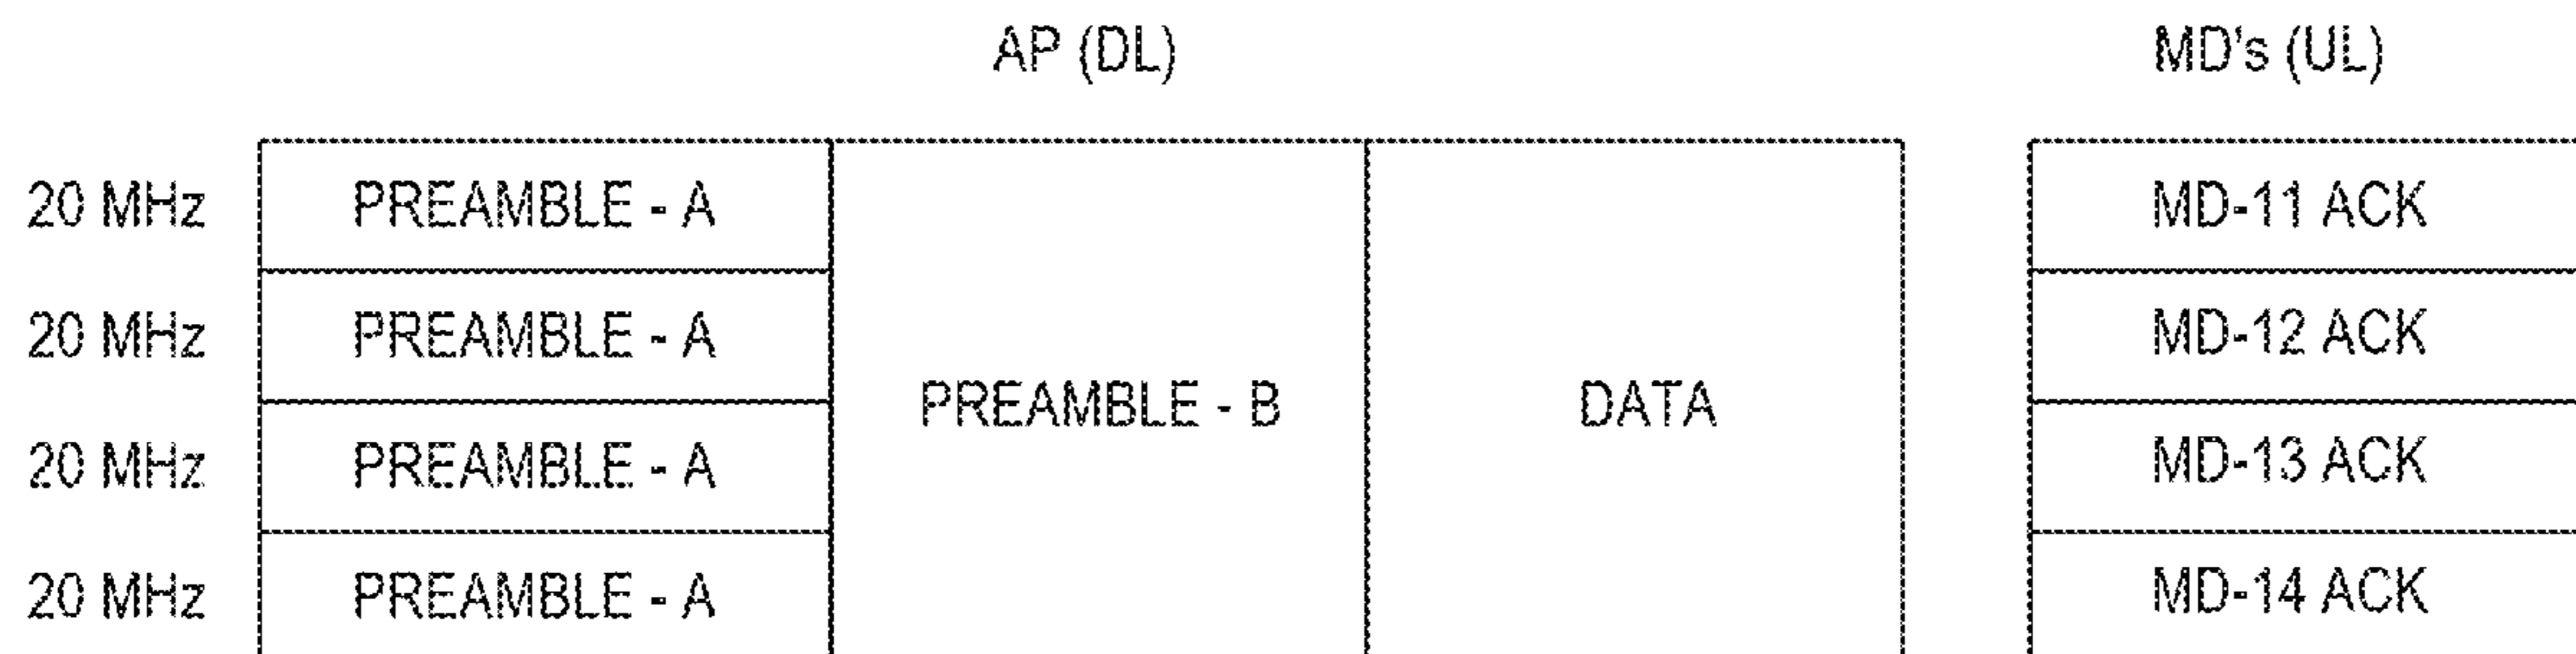 AP (DL) MD's (UL)
20 MHz PREAMBLE - A MD-11 ACK
20 MHz PREAMBLE - A MD-12 ACK
PREAMBLE - B DATA
20 MHz PREAMBLE - A MD-13 ACK
20 MHz PREAMBLE - A MD-14 ACK